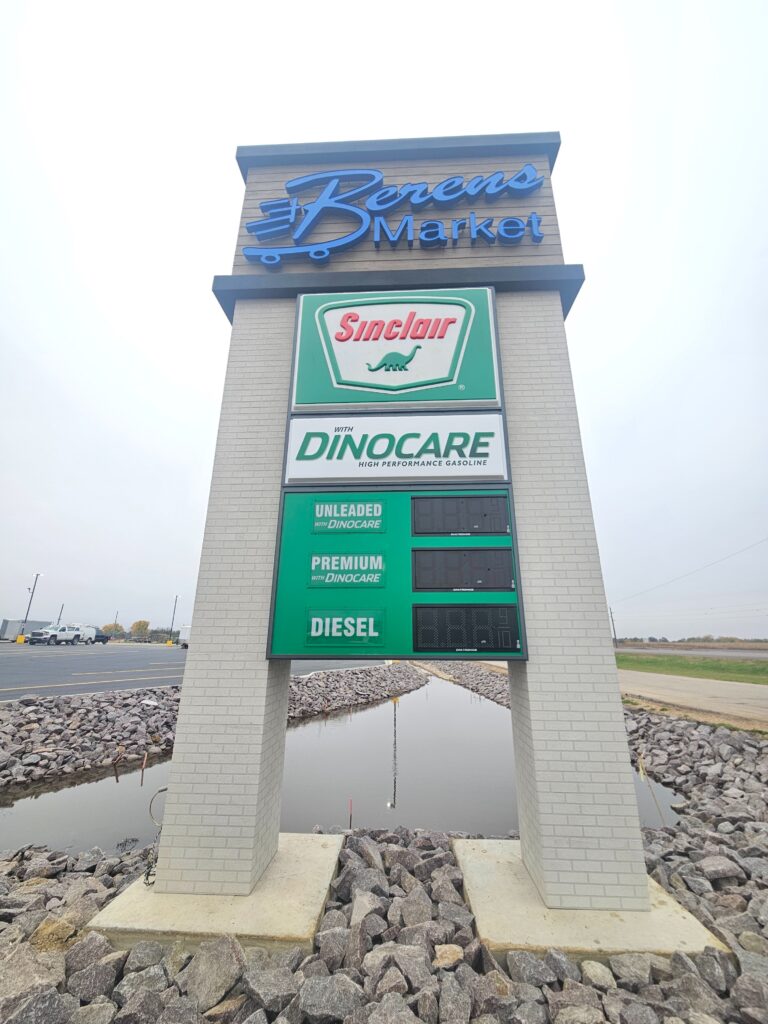 Berens
Market
Sinclair
®
WITH
DINOCARE
HIGH PERFORMANCE GASOLINE
UNLEADED
WITH DINOCARE
PREMIUM
WITH DINOCARE
DIESEL